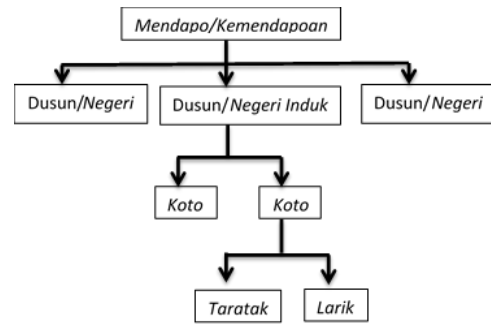 Mendapo/Kemendapoan
Dusun/Negeri
Dusun/Negeri Induk
Dusun/Negeri
Koto
Koto
Taratak
Larik